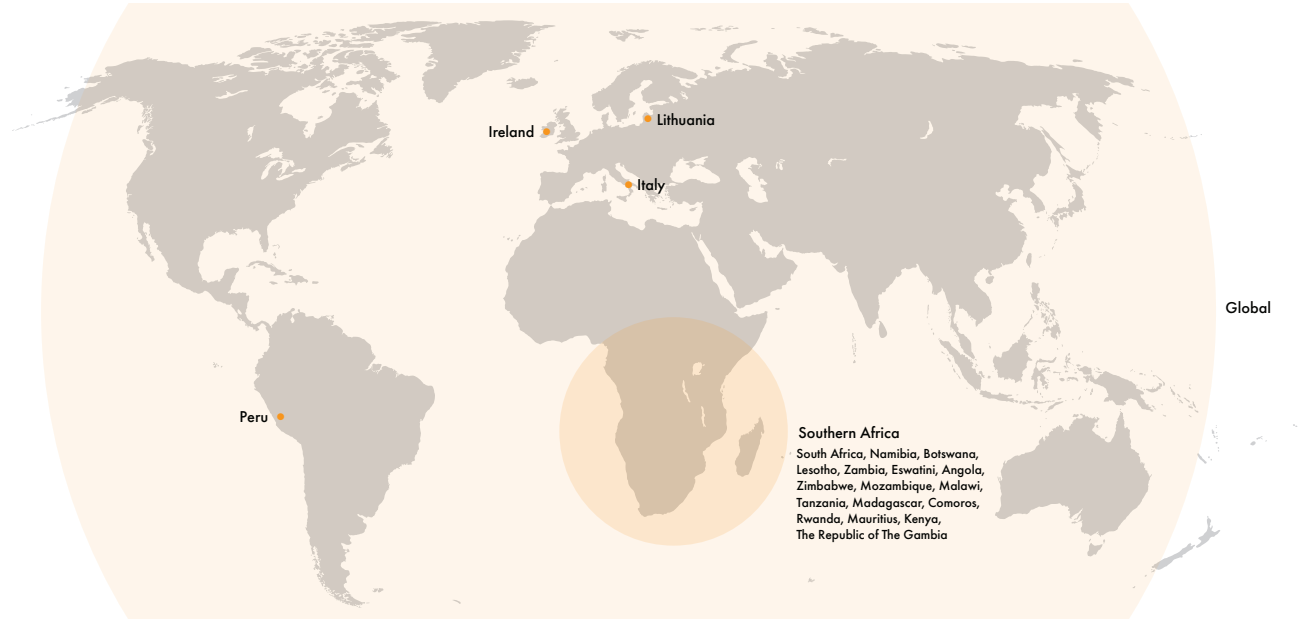 Lithuania
Ireland
Italy
Global
Peru
Southern Africa
South Africa, Namibia, Botswana,
Lesotho, Zambia, Eswatini, Angola,
Zimbabwe, Mozambique, Malawi,
Tanzania, Madagascar, Comoros,
Rwanda, Mauritius, Kenya,
The Republic of The Gambia